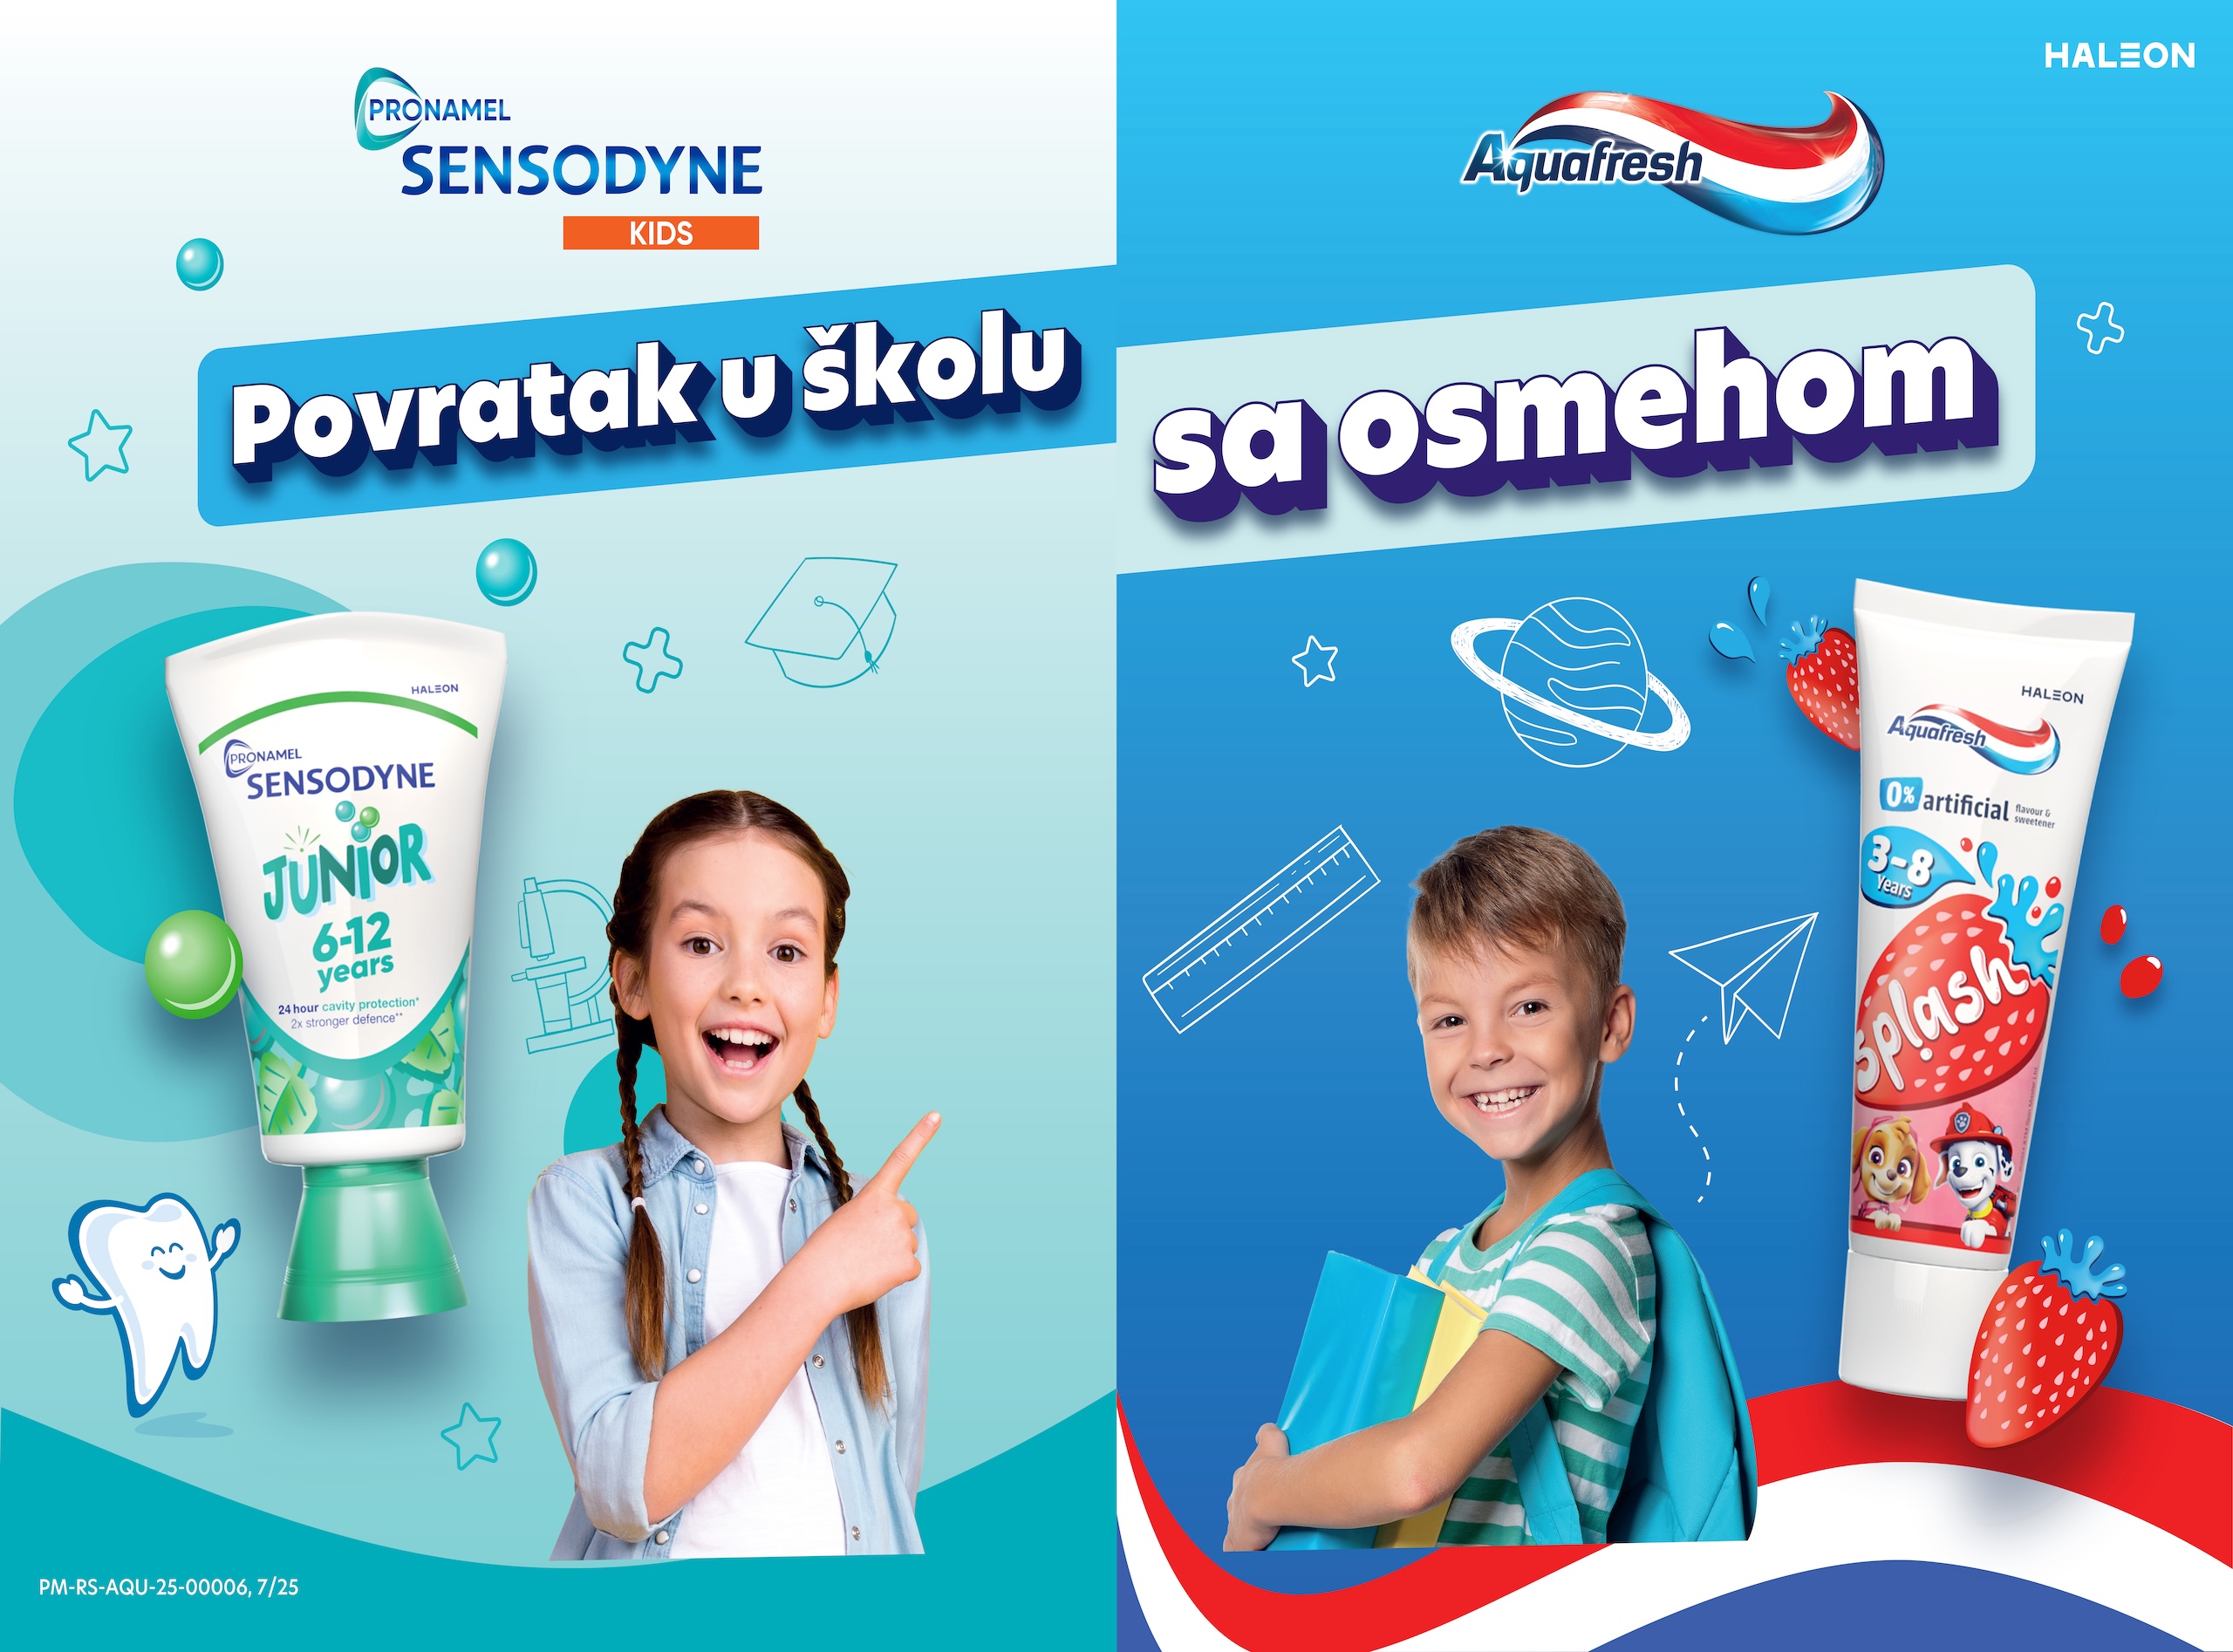 PRONAMEL
SENSODYNE
KIDS
Povratak u školu
HALEON
PRONAMEL
SENSODYNE
JUNIOR
6-12
years
24 hour cavity protection*
2x stronger defence**
PM-RS-AQU-25-00006, 7/25
HALEON
Aquafresh
sa osmehom
HALEON
Aquafresh
0% artificial flavour &
sweetener
3-8
Years
Splash